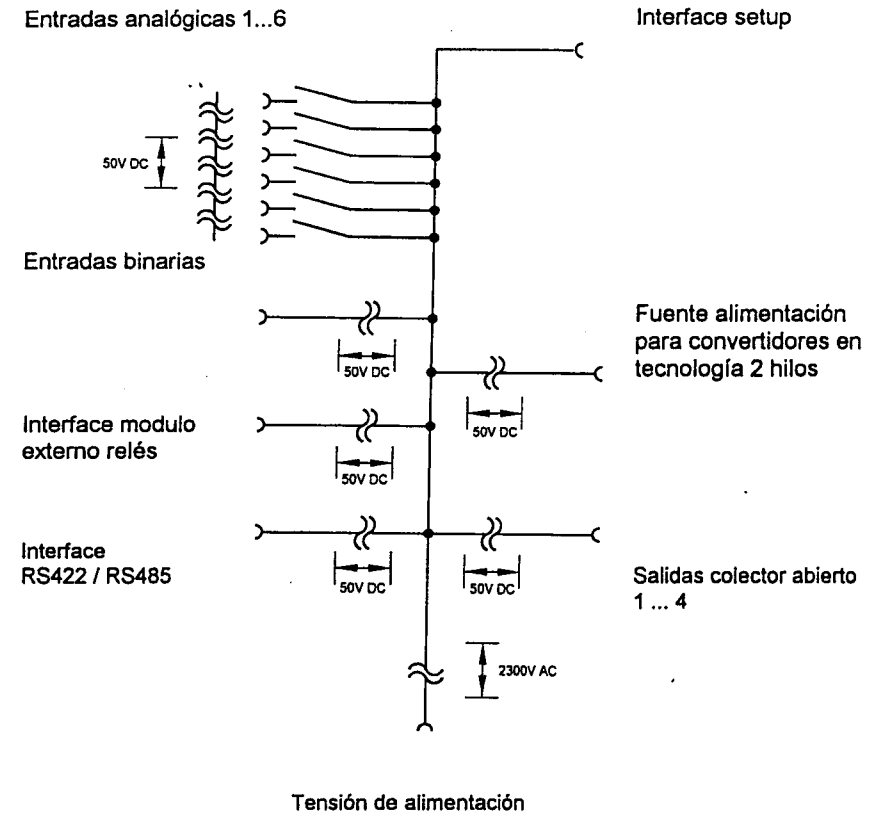 Entradas analógicas 1...6
Interface setup
50V DC
Entradas binarias
50V DC
Fuente alimentación
para convertidores en
tecnología 2 hilos
50V DC
Interface modulo
externo relés
50V DC
Interface
RS422 / RS485
50V DC
50V DC
Salidas colector abierto
1 ... 4
2300V AC
Tensión de alimentación